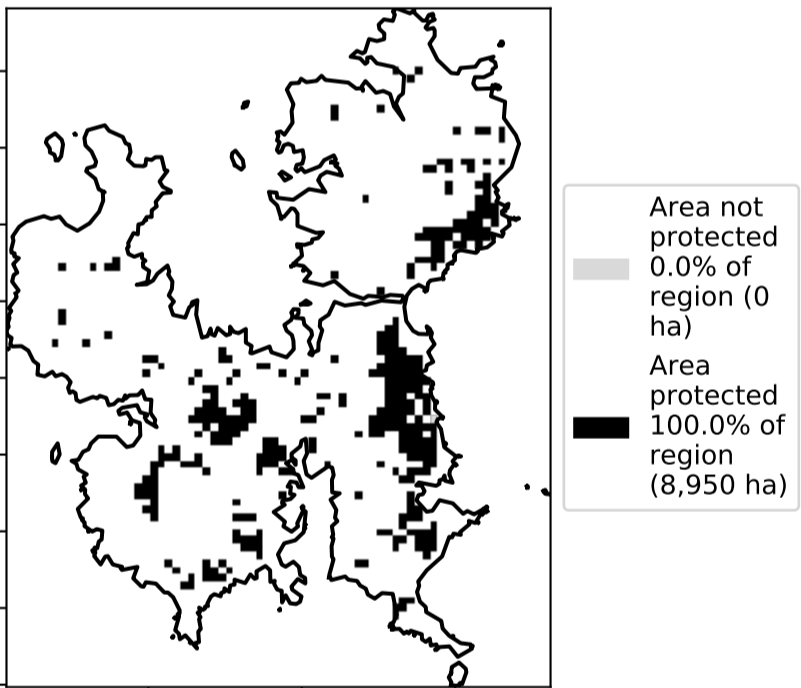 Area not
protected
0.0% of
region (0
ha)
Area
protected
100.0% of
region
(8,950 ha)